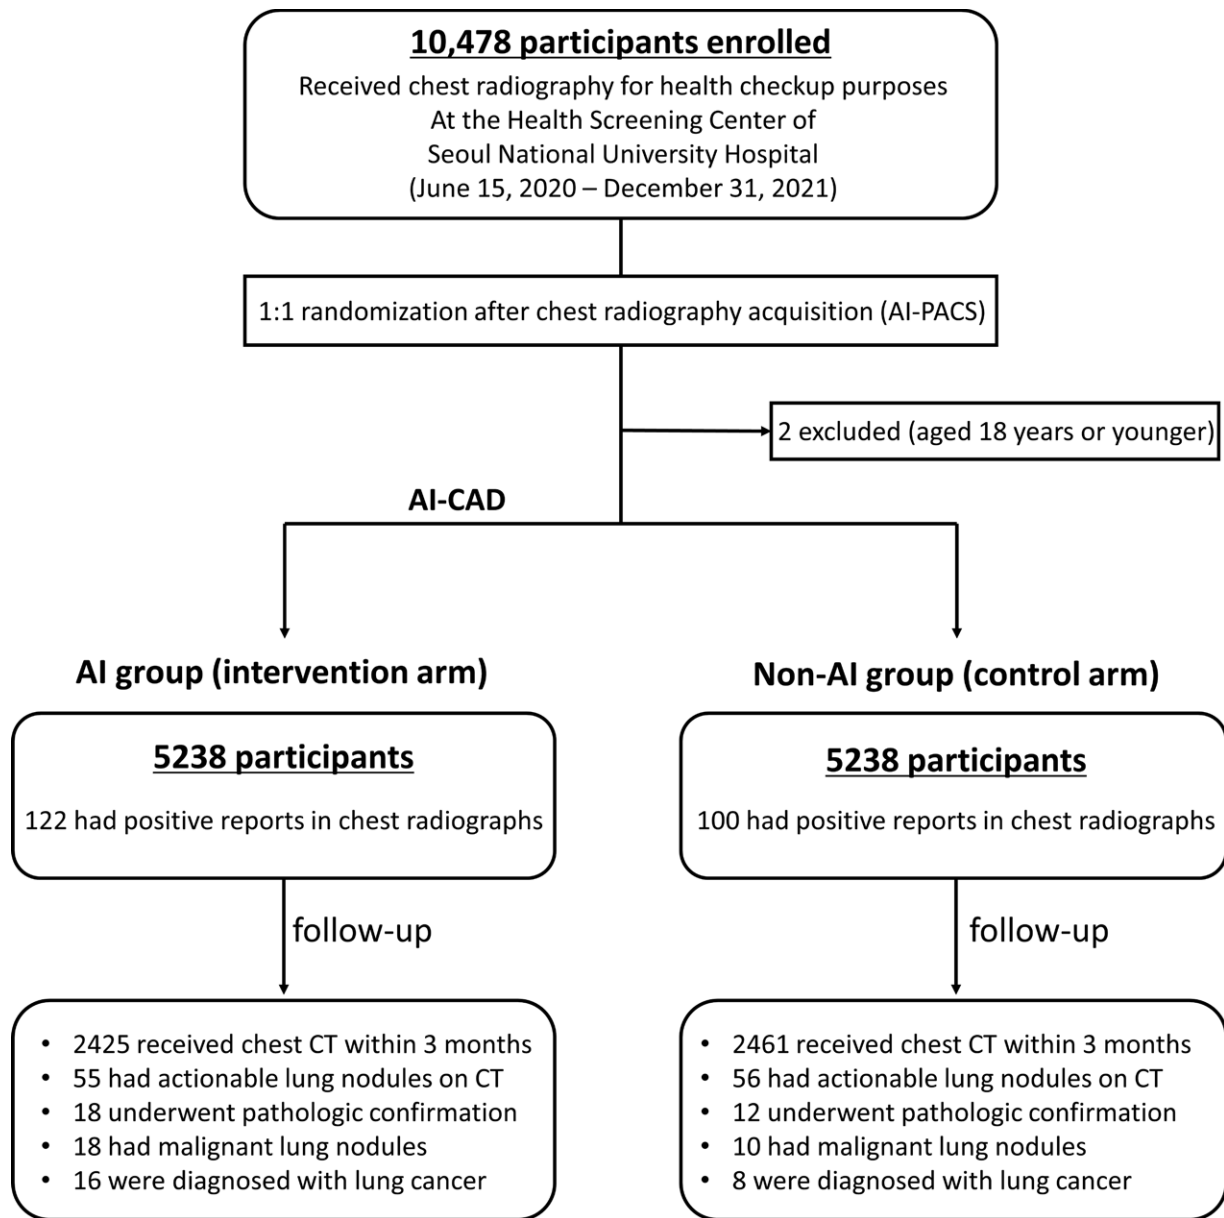 10,478 participants enrolled
Received chest radiography for health checkup purposes
At the Health Screening Center of
Seoul National University Hospital
(June 15, 2020 – December 31, 2021)
1:1 randomization after chest radiography acquisition (AI-PACS)
2 excluded (aged 18 years or younger)
AI-CAD
AI group (intervention arm)
5238 participants
122 had positive reports in chest radiographs
follow-up
• 2425 received chest CT within 3 months
• 55 had actionable lung nodules on CT
• 18 underwent pathologic confirmation
• 18 had malignant lung nodules
• 16 were diagnosed with lung cancer
Non-AI group (control arm)
5238 participants
100 had positive reports in chest radiographs
follow-up
• 2461 received chest CT within 3 months
• 56 had actionable lung nodules on CT
• 12 underwent pathologic confirmation
• 10 had malignant lung nodules
• 8 were diagnosed with lung cancer